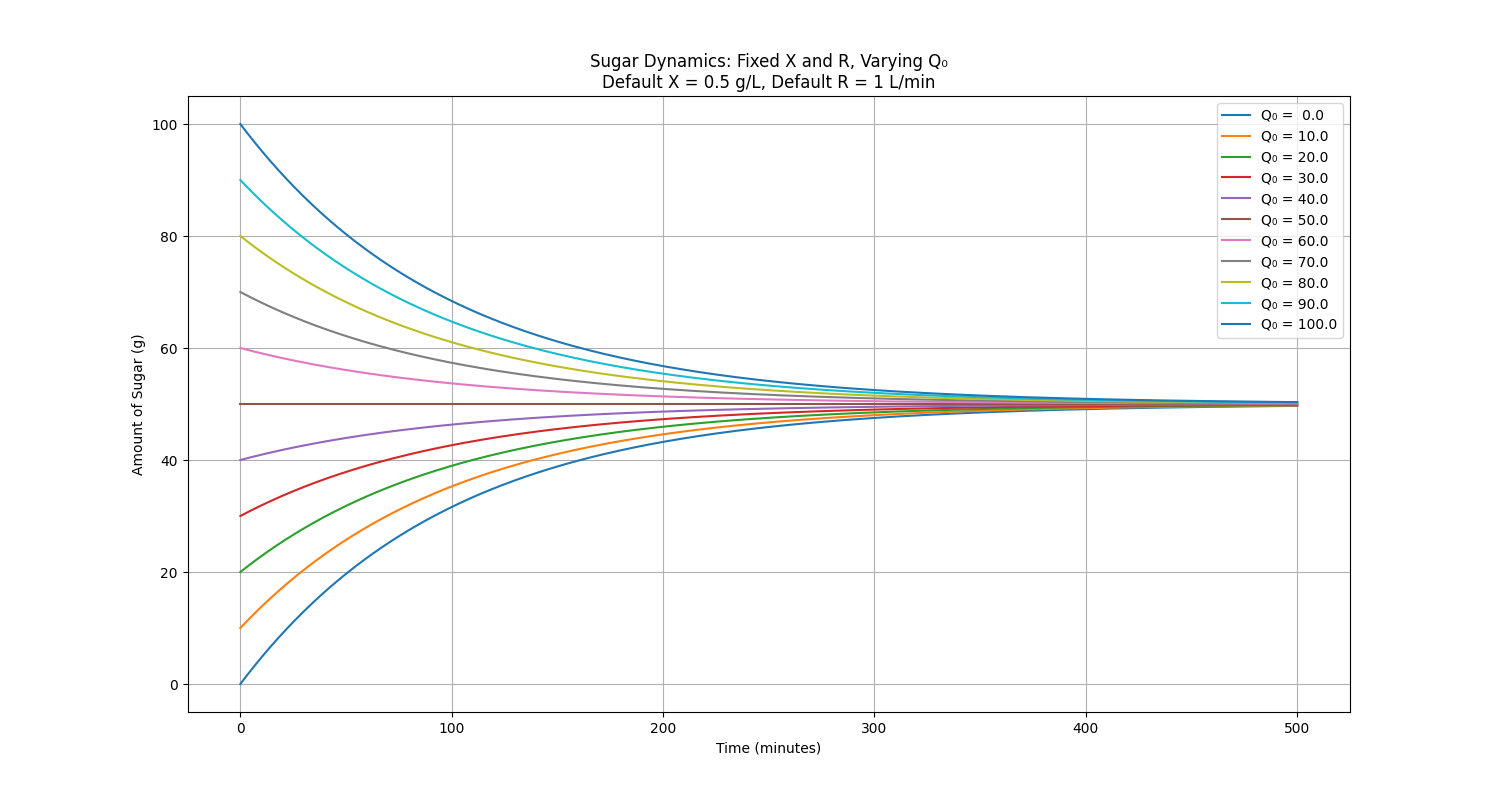 Sugar Dynamics: Fixed X and R, Varying Q₀
Default X = 0.5 g/L, Default R = 1 L/min
Q₀ =  0.0
Q₀ = 10.0
Q₀ = 20.0
Q₀ = 30.0
Q₀ = 40.0
Q₀ = 50.0
Q₀ = 60.0
Q₀ = 70.0
Q₀ = 80.0
Q₀ = 90.0
Q₀ = 100.0
Amount of Sugar (g)
100
80
60
40
20
0
0 100 200 300 400 500
Time (minutes)